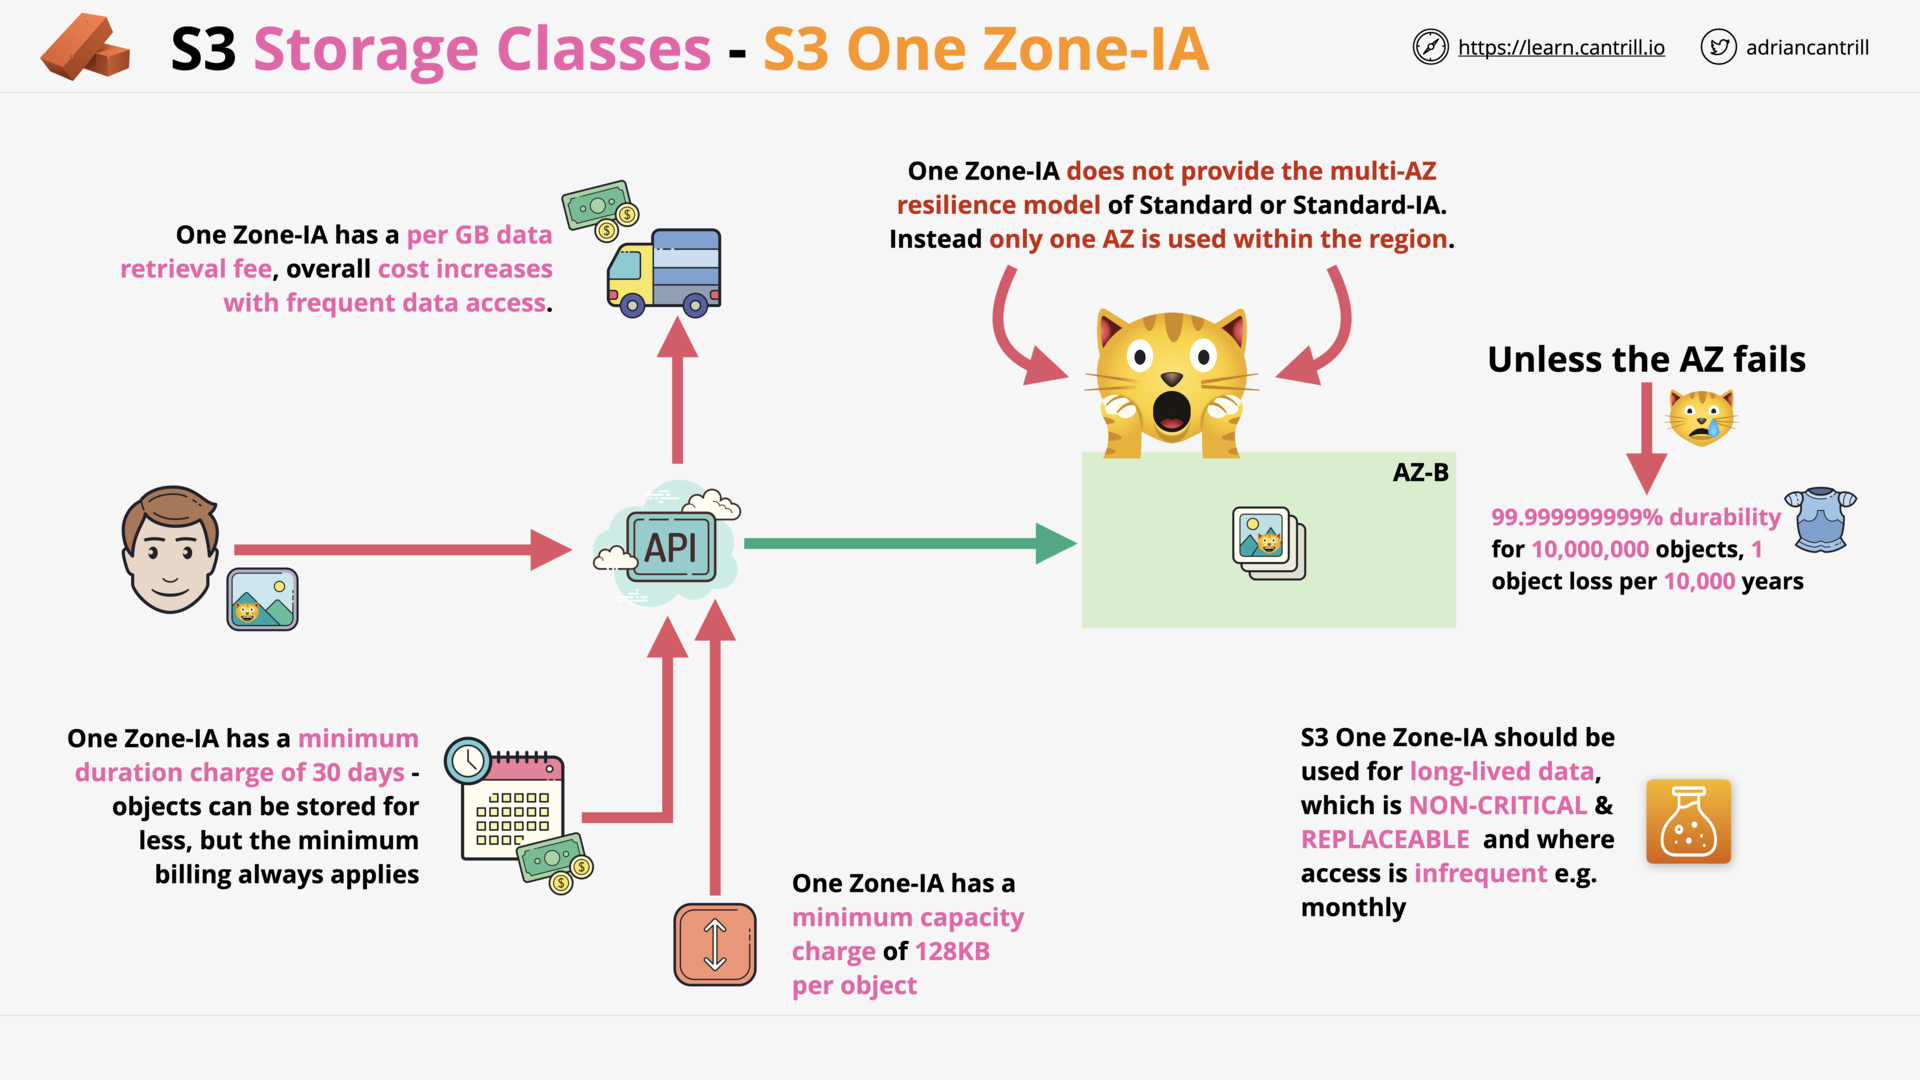 S3 Storage Classes - S3 One Zone-IA
https://learn.cantrill.io
adriancantrill
One Zone-IA has a per GB data
retrieval fee, overall cost increases
with frequent data access.
One Zone-IA does not provide the multi-AZ
resilience model of Standard or Standard-IA.
Instead only one AZ is used within the region.
Unless the AZ fails
99.999999999% durability
for 10,000,000 objects, 1
object loss per 10,000 years
AZ-B
API
One Zone-IA has a minimum
duration charge of 30 days -
objects can be stored for
less, but the minimum
billing always applies
One Zone-IA has a
minimum capacity
charge of 128KB
per object
S3 One Zone-IA should be
used for long-lived data,
which is NON-CRITICAL &
REPLACEABLE and where
access is infrequent e.g.
monthly